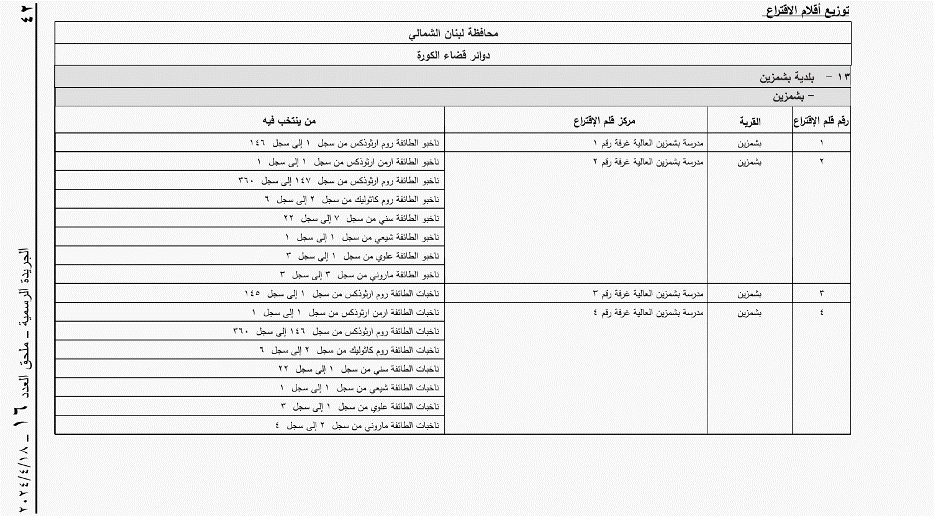 توزيع أقلام الإقتراع
محافظة لبنان الشمالي
دوائر قضاء الكورة
١٣ - بلدية بشمزين
- بشمزين
رقم قلم الإقتراع القرية مركز قلم الإقتراع من ينتخب فيه
١ بشمزين مدرسة بشمزين العالية غرفة رقم ١ ناخبو الطائفة روم ارثوذكس من سجل ١ إلى سجل ١٤٦
٢ بشمزين مدرسة بشمزين العالية غرفة رقم ٢ ناخبو الطائفة ارمن ارثوذكس من سجل ١ إلى سجل ١
ناخبو الطائفة روم ارثوذكس من سجل ١٤٧ إلى سجل ٣٦٠
ناخبو الطائفة روم كاثوليك من سجل ٢ إلى سجل ٦
ناخبو الطائفة سني من سجل ٧ إلى سجل ٢٢
ناخبو الطائفة شيعي من سجل ١ إلى سجل ١
ناخبو الطائفة علوي من سجل ١ إلى سجل ٣
ناخبو الطائفة ماروني من سجل ٣ إلى سجل ٣
٣ بشمزين مدرسة بشمزين العالية غرفة رقم ٣ ناخبات الطائفة روم ارثوذكس من سجل ١ إلى سجل ١٤٥
٤ بشمزين مدرسة بشمزين العالية غرفة رقم ٤ ناخبات الطائفة ارمن ارثوذكس من سجل ١ إلى سجل ١
ناخبات الطائفة روم ارثوذكس من سجل ١٤٦ إلى سجل ٣٦٠
ناخبات الطائفة روم كاثوليك من سجل ٢ إلى سجل ٦
ناخبات الطائفة سني من سجل ١ إلى سجل ٢٢
ناخبات الطائفة شيعي من سجل ١ إلى سجل ١
ناخبات الطائفة علوي من سجل ١ إلى سجل ٣
ناخبات الطائفة ماروني من سجل ٢ إلى سجل ٤
٤٢
الجريدة الرسمية – ملحق العدد ١٦ – ٢٠٢٤/٤/١٨